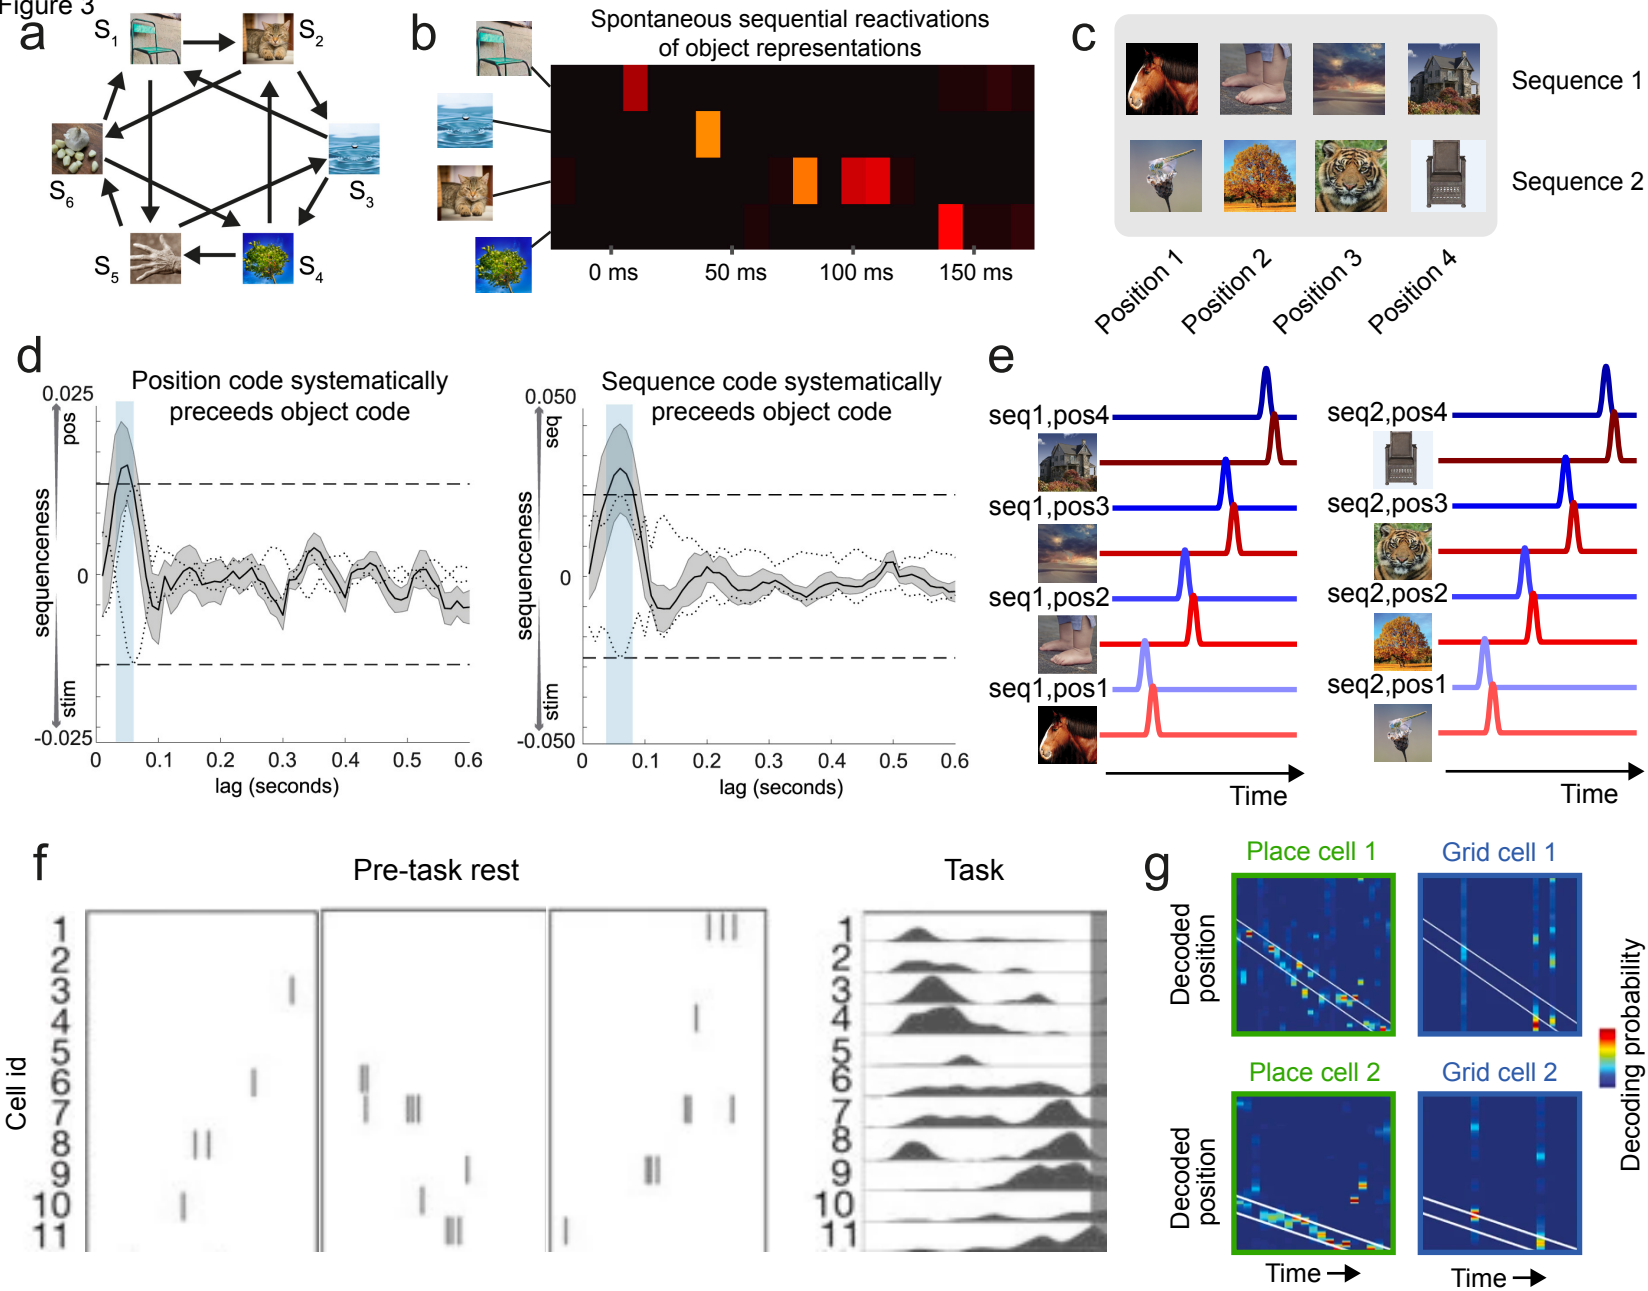 Figure 3
a
S1
S2
S3
S4
S5
S6
b
Spontaneous sequential reactivations
of object representations
0 ms
50 ms
100 ms
150 ms
c
Sequence 1
Sequence 2
Position 1
Position 2
Position 3
Position 4
d
Position code systematically
preceeds object code
0.025
0
-0.025
pos
sequenceness
stim
0
0.1
0.2
0.3
0.4
0.5
0.6
lag (seconds)
Sequence code systematically
preceeds object code
0.050
0
-0.050
seq
sequenceness
stim
0
0.1
0.2
0.3
0.4
0.5
0.6
lag (seconds)
e
seq1,pos4
seq1,pos3
seq1,pos2
seq1,pos1
Time
seq2,pos4
seq2,pos3
seq2,pos2
seq2,pos1
Time
f
Pre-task rest
Task
Cell id
1
2
3
4
5
6
7
8
9
10
11
1
2
3
4
5
6
7
8
9
10
11
g
Place cell 1
Grid cell 1
Decoded
position
Place cell 2
Grid cell 2
Decoded
position
Time
Time
Decoding probability